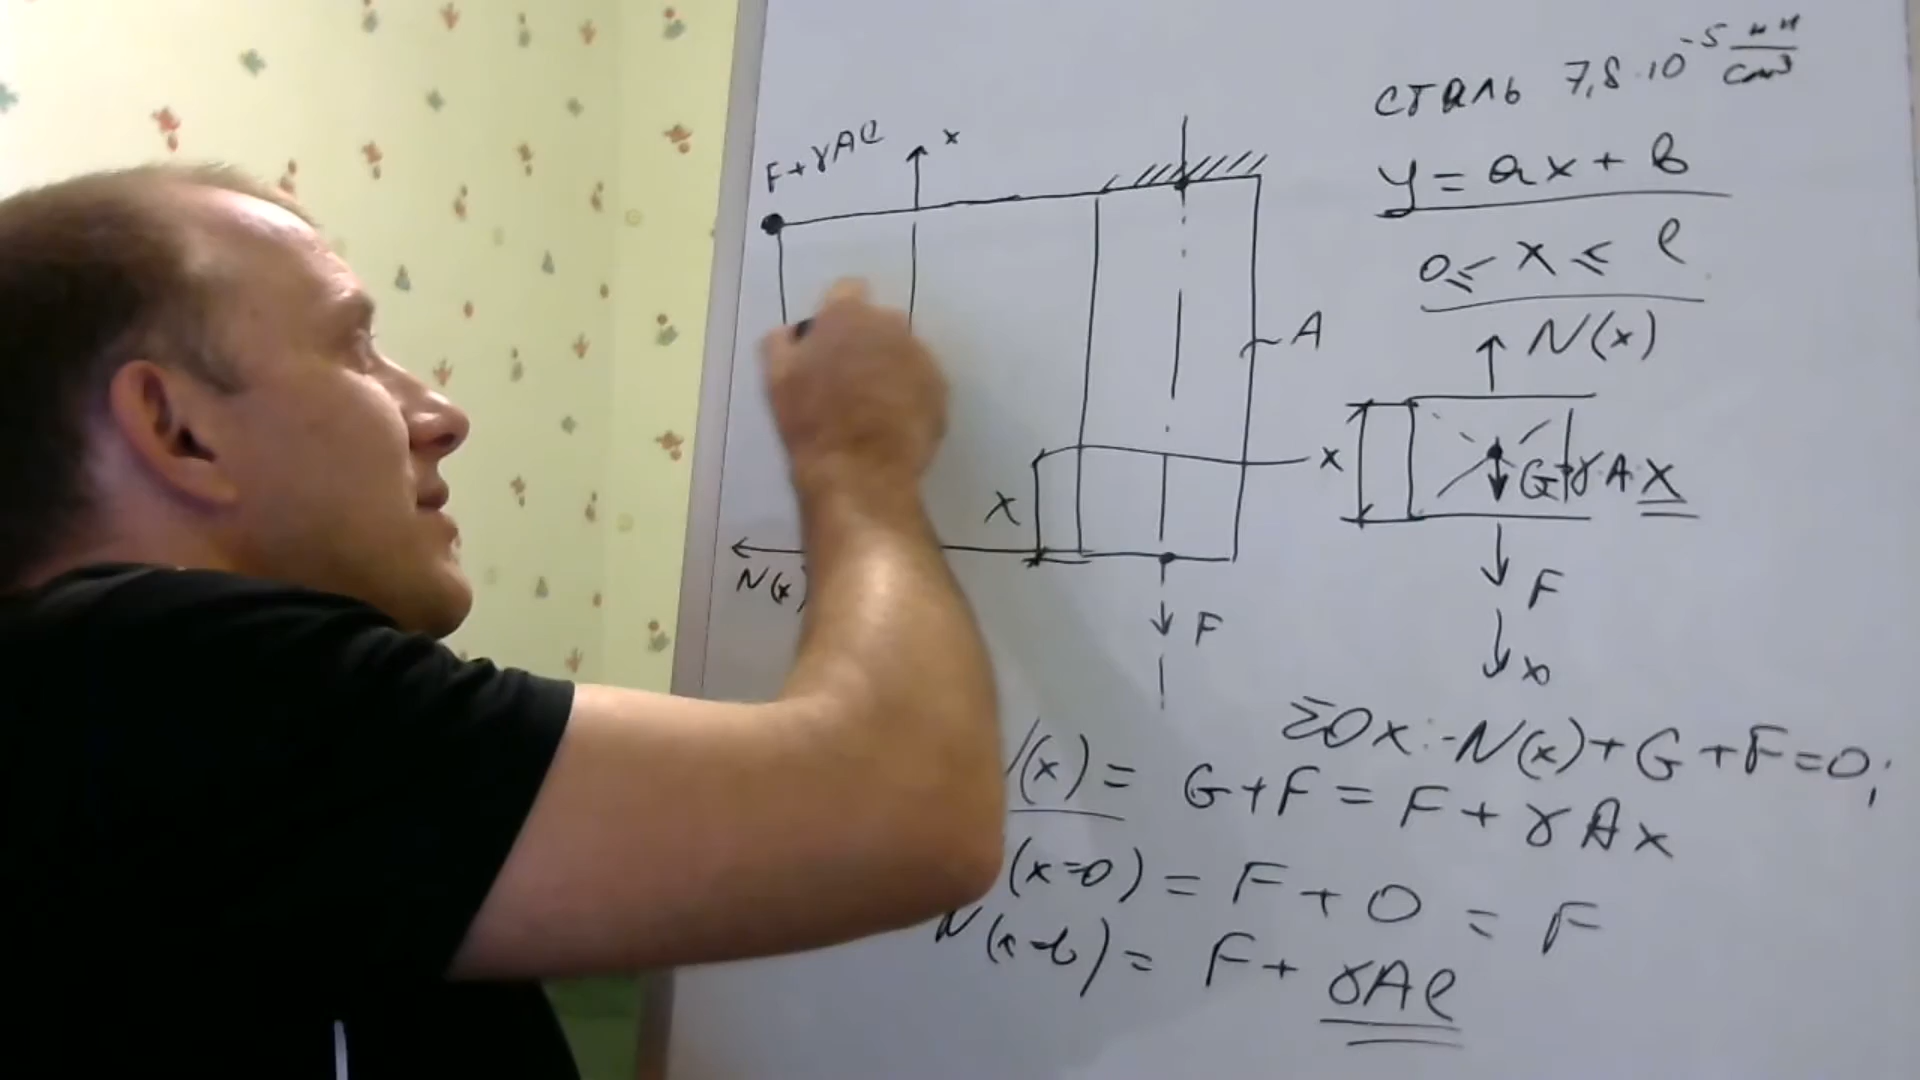 сталь 7,8·10⁻⁵ кн/см³
y = ax + b
0 ≤ x ≤ ℓ
F+γAℓ
x
N(x)
A
x
x
G+γAx
F
x
N(x)
F
ΣOx: -N(x)+G+F=0;
(x) = G+F = F+γAx
(x=0) = F+0 = F
N(x=ℓ) = F+γAℓ